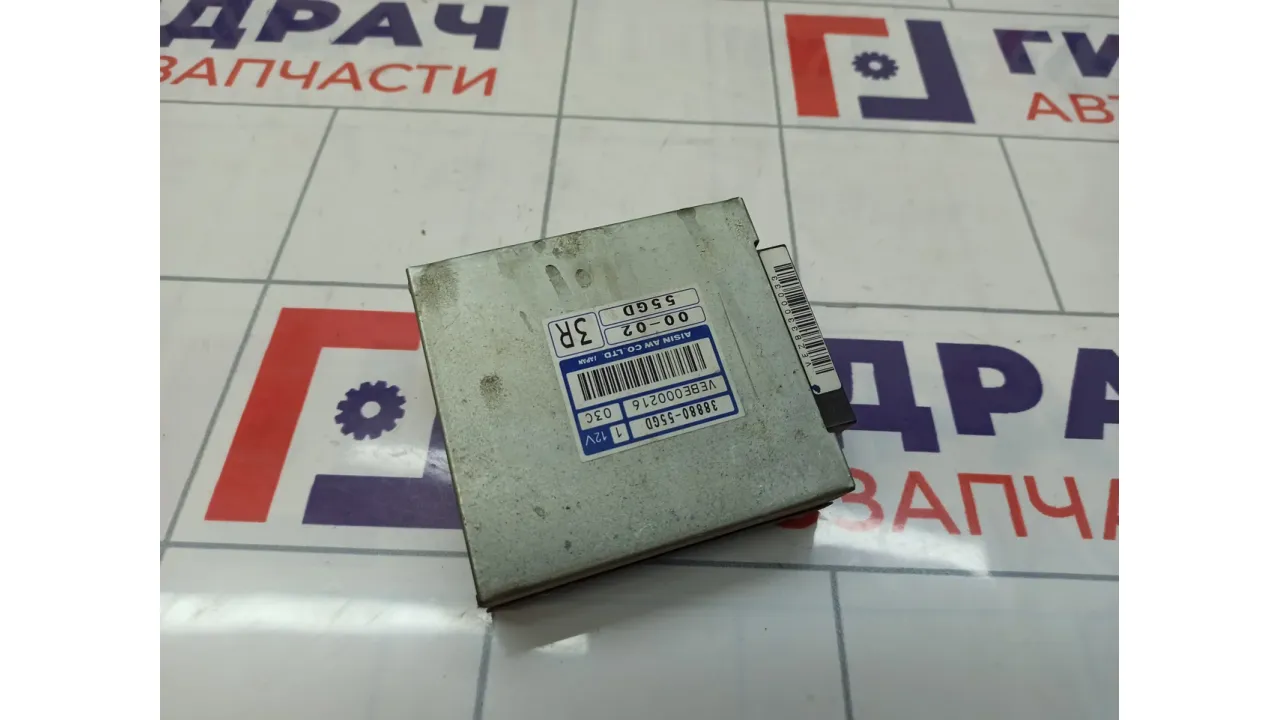 ДРАЧ
ЗАПЧАСТИ
ГИ
АВТ
ДРАЧ
ЗАПЧА
38880-55GD
1 12V
VEBE000216 03C
AISIN AW CO.,LTD JAPAN
00-02
55GD
3R